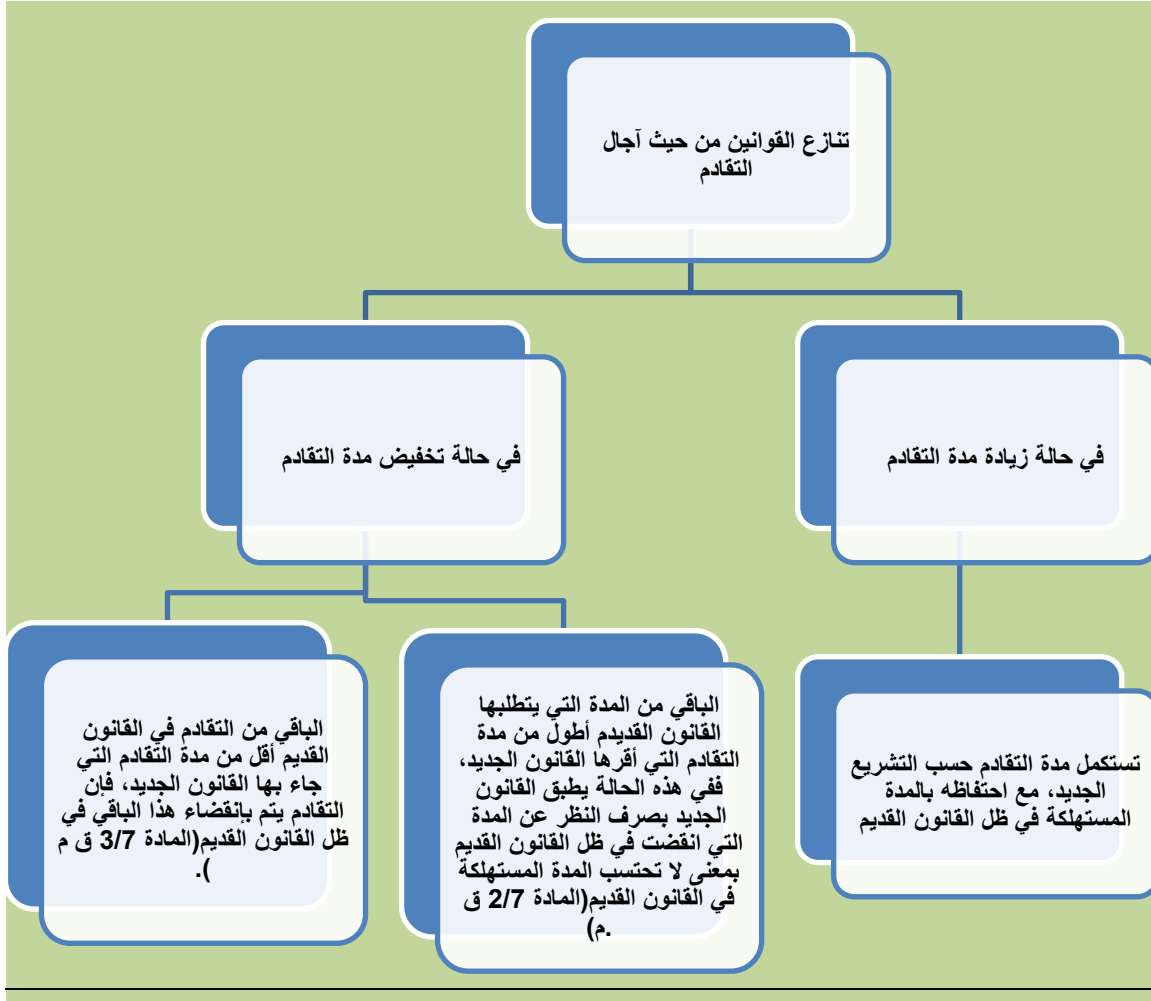 تنازع القوانين من حيث آجال
التقادم
في حالة زيادة مدة التقادم
في حالة تخفيض مدة التقادم
تستكمل مدة التقادم حسب التشريع
الجديد، مع احتفاظه بالمدة
المستهلكة في ظل القانون القديم
الباقي من المدة التي يتطلبها
القانون القديدم أطول من مدة
التقادم التي أقرها القانون الجديد،
ففي هذه الحالة يطبق القانون
الجديد بصرف النظر عن المدة
التي انقضت في ظل القانون القديم
بمعنى لا تحتسب المدة المستهلكة
في القانون القديم(المادة 2/7 ق
.م)
الباقي من التقادم في القانون
القديم أقل من مدة التقادم التي
جاء بها القانون الجديد، فإن
التقادم يتم بإنقضاء هذا الباقي في
ظل القانون القديم(المادة 3/7 ق م
).